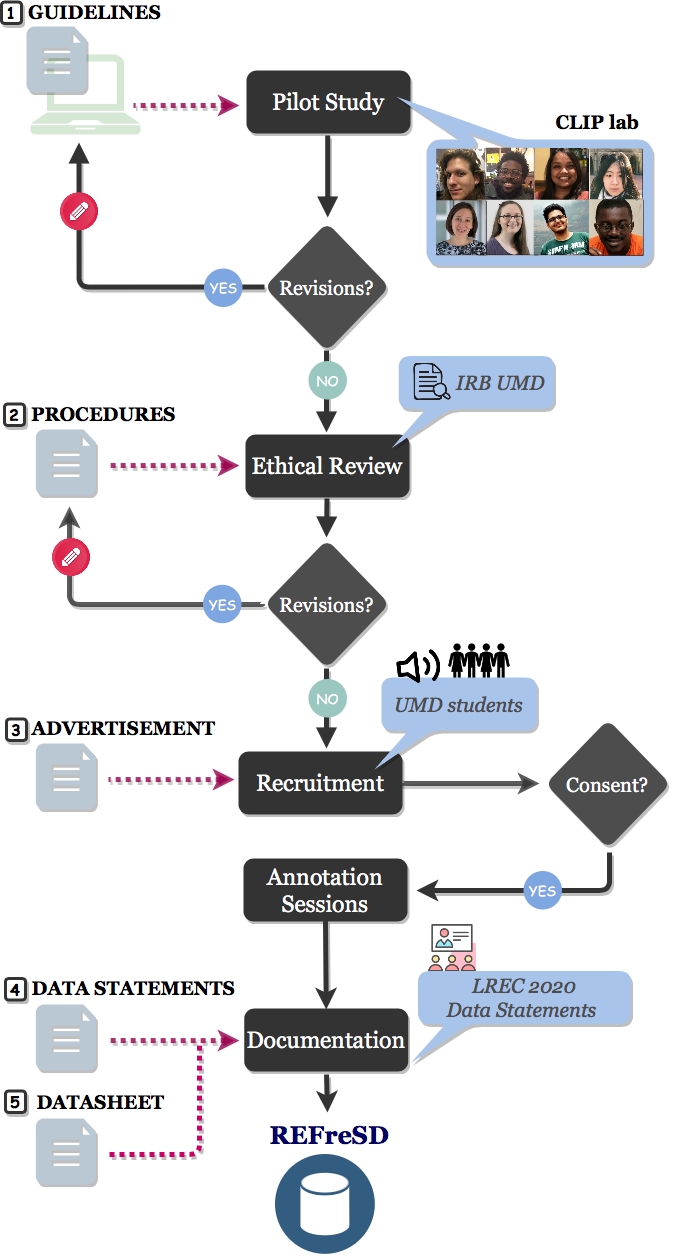 1 GUIDELINES
Pilot Study
CLIP lab
Revisions?
YES
NO
IRB UMD
2 PROCEDURES
Ethical Review
Revisions?
YES
NO
UMD students
3 ADVERTISEMENT
Recruitment
Consent?
YES
Annotation
Sessions
LREC 2020
Data Statements
4 DATA STATEMENTS
Documentation
5 DATASHEET
REFreSD